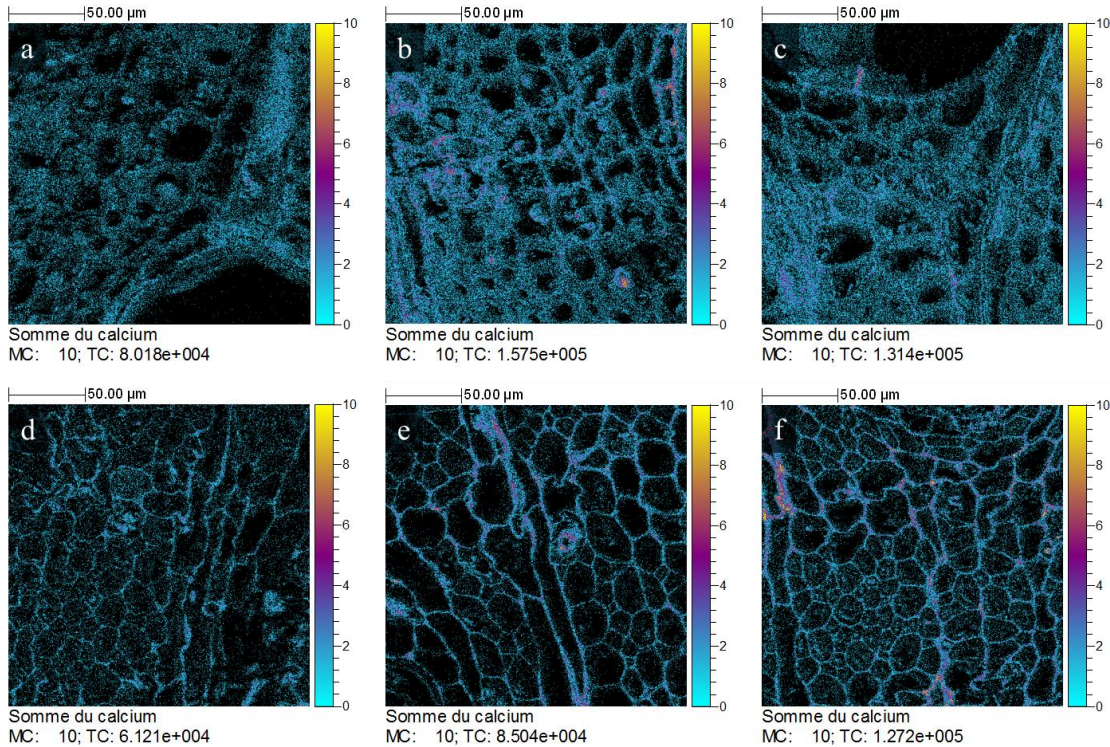 50.00 µm
50.00 µm
50.00 µm
a
10
8
6
4
2
0
b
10
8
6
4
2
0
c
10
8
6
4
2
0
Somme du calcium
MC: 10; TC: 8.018e+004
Somme du calcium
MC: 10; TC: 1.575e+005
Somme du calcium
MC: 10; TC: 1.314e+005
50.00 µm
50.00 µm
50.00 µm
d
10
8
6
4
2
0
e
10
8
6
4
2
0
f
10
8
6
4
2
0
Somme du calcium
MC: 10; TC: 6.121e+004
Somme du calcium
MC: 10; TC: 8.504e+004
Somme du calcium
MC: 10; TC: 1.272e+005